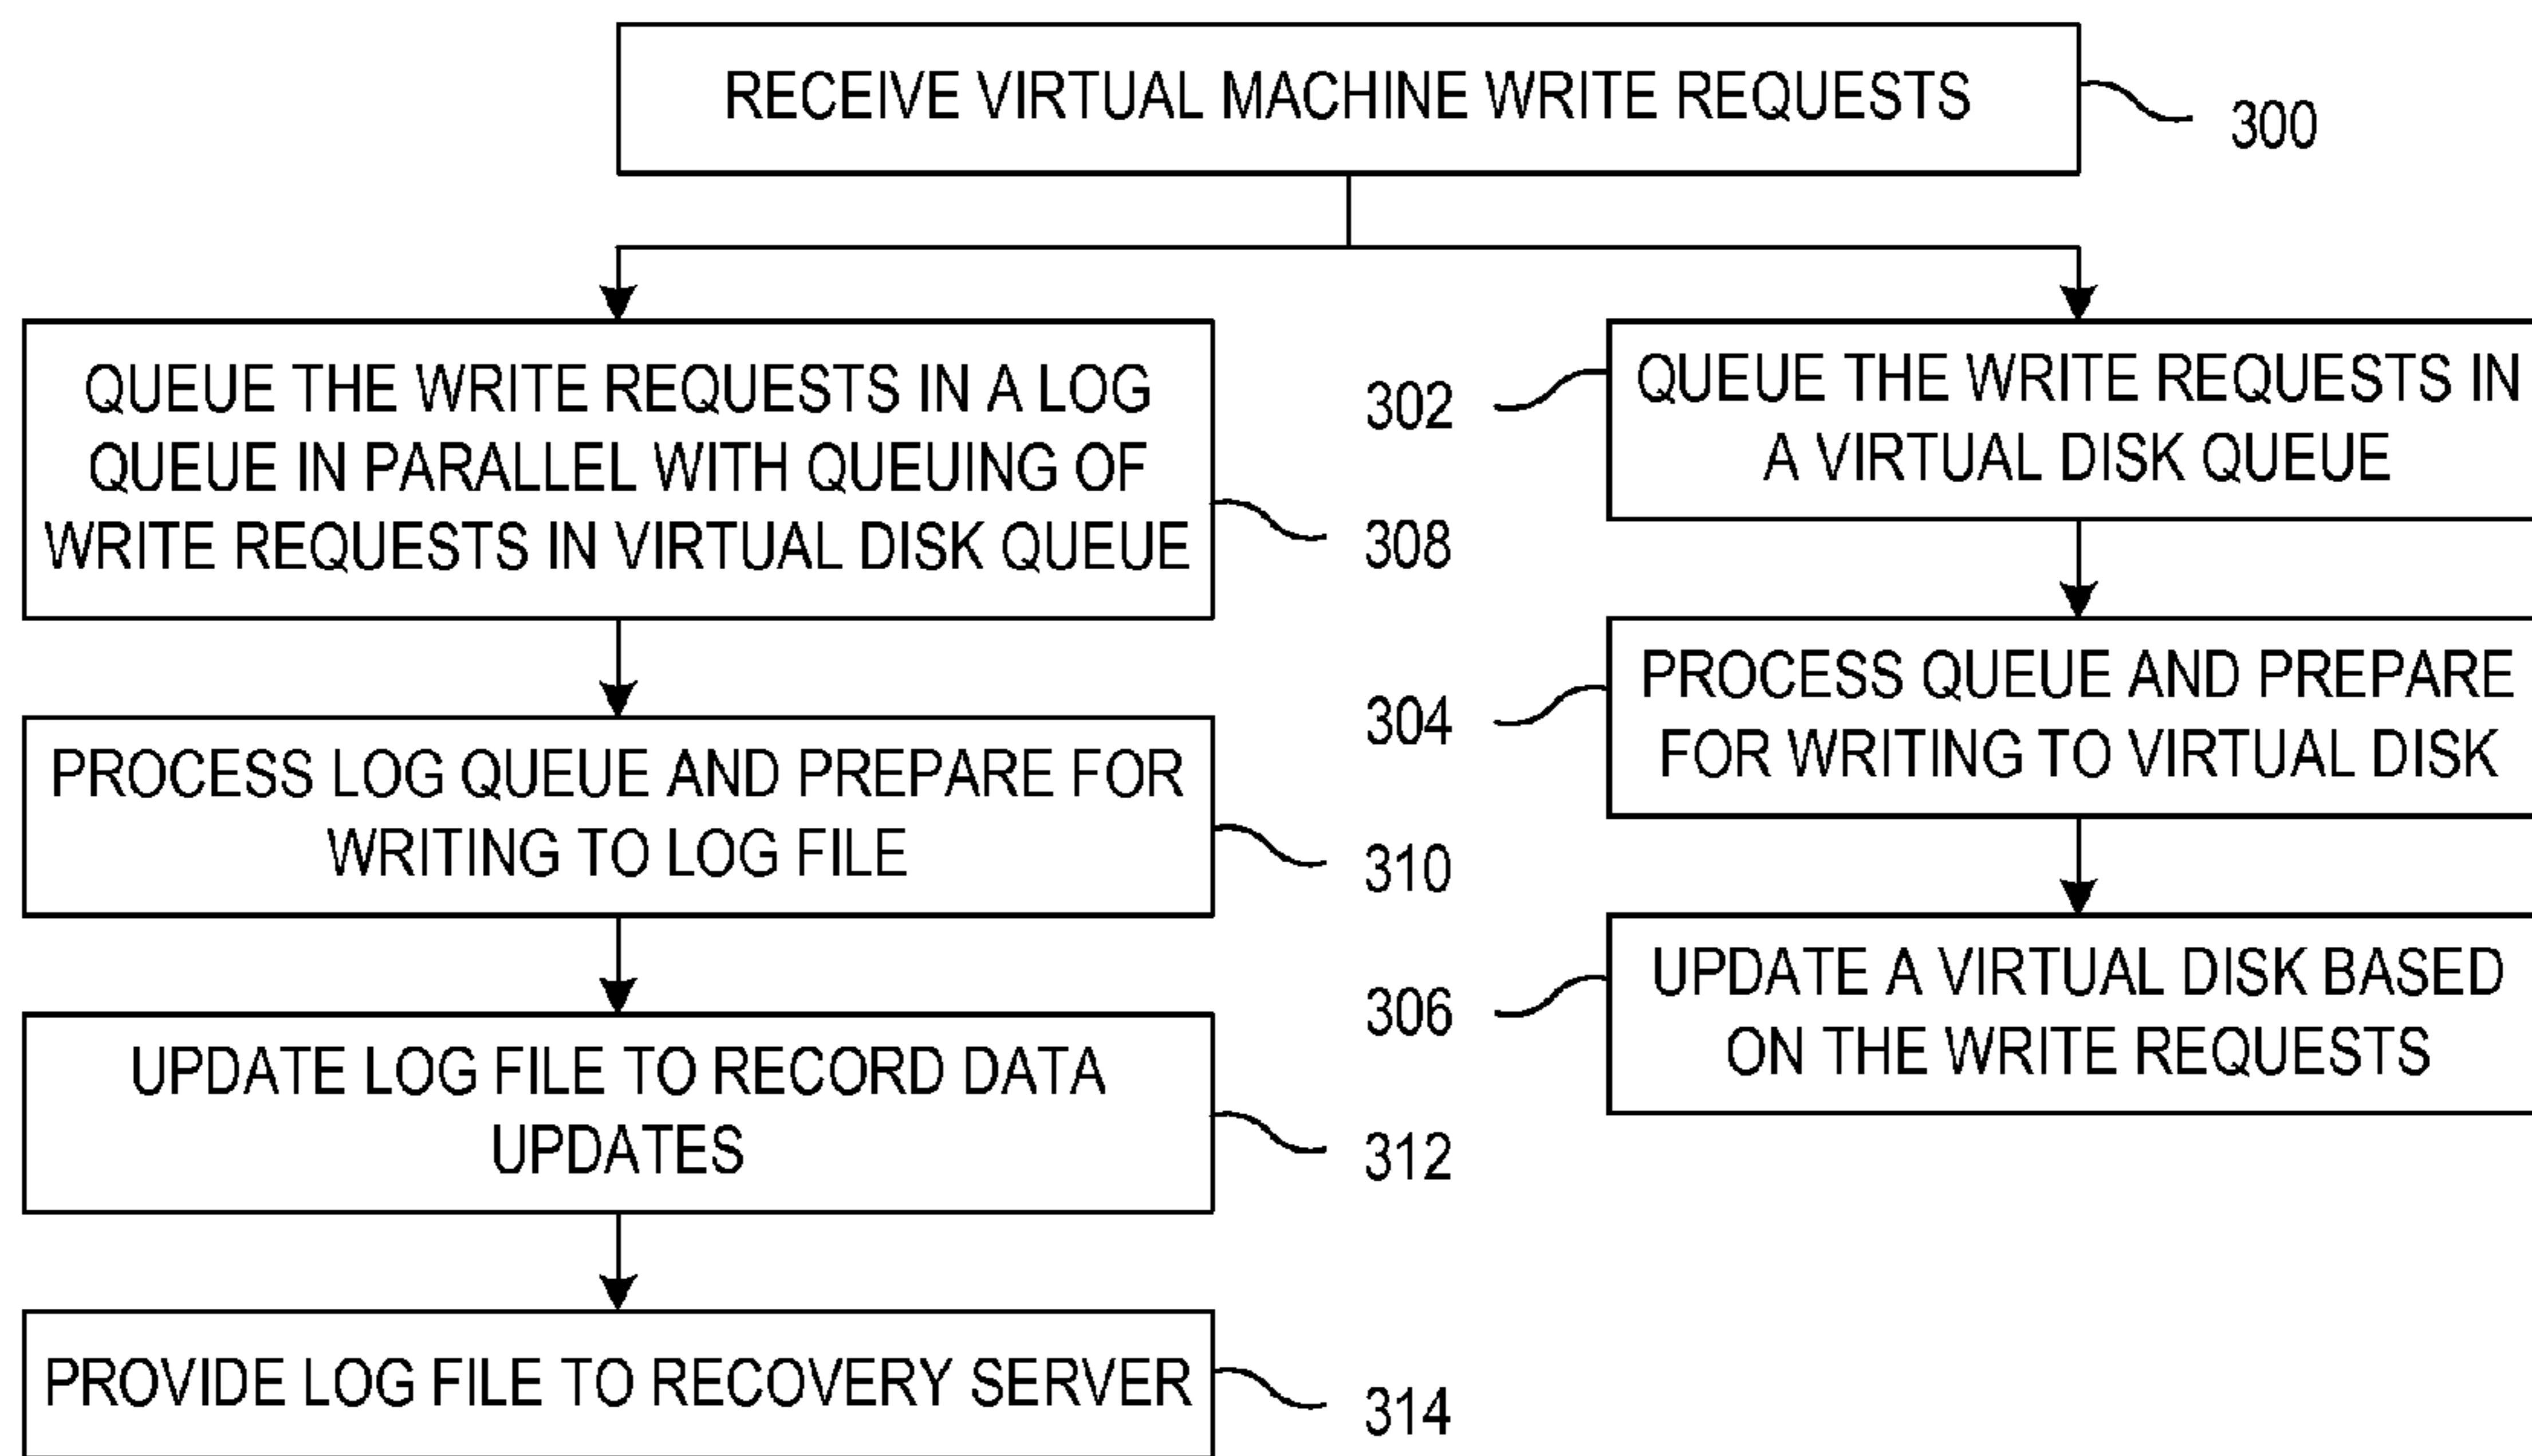 RECEIVE VIRTUAL MACHINE WRITE REQUESTS
300
QUEUE THE WRITE REQUESTS IN A LOG
QUEUE IN PARALLEL WITH QUEUING OF
WRITE REQUESTS IN VIRTUAL DISK QUEUE
308
302
QUEUE THE WRITE REQUESTS IN
A VIRTUAL DISK QUEUE
PROCESS LOG QUEUE AND PREPARE FOR
WRITING TO LOG FILE
310
304
PROCESS QUEUE AND PREPARE
FOR WRITING TO VIRTUAL DISK
UPDATE LOG FILE TO RECORD DATA
UPDATES
312
306
UPDATE A VIRTUAL DISK BASED
ON THE WRITE REQUESTS
PROVIDE LOG FILE TO RECOVERY SERVER
314